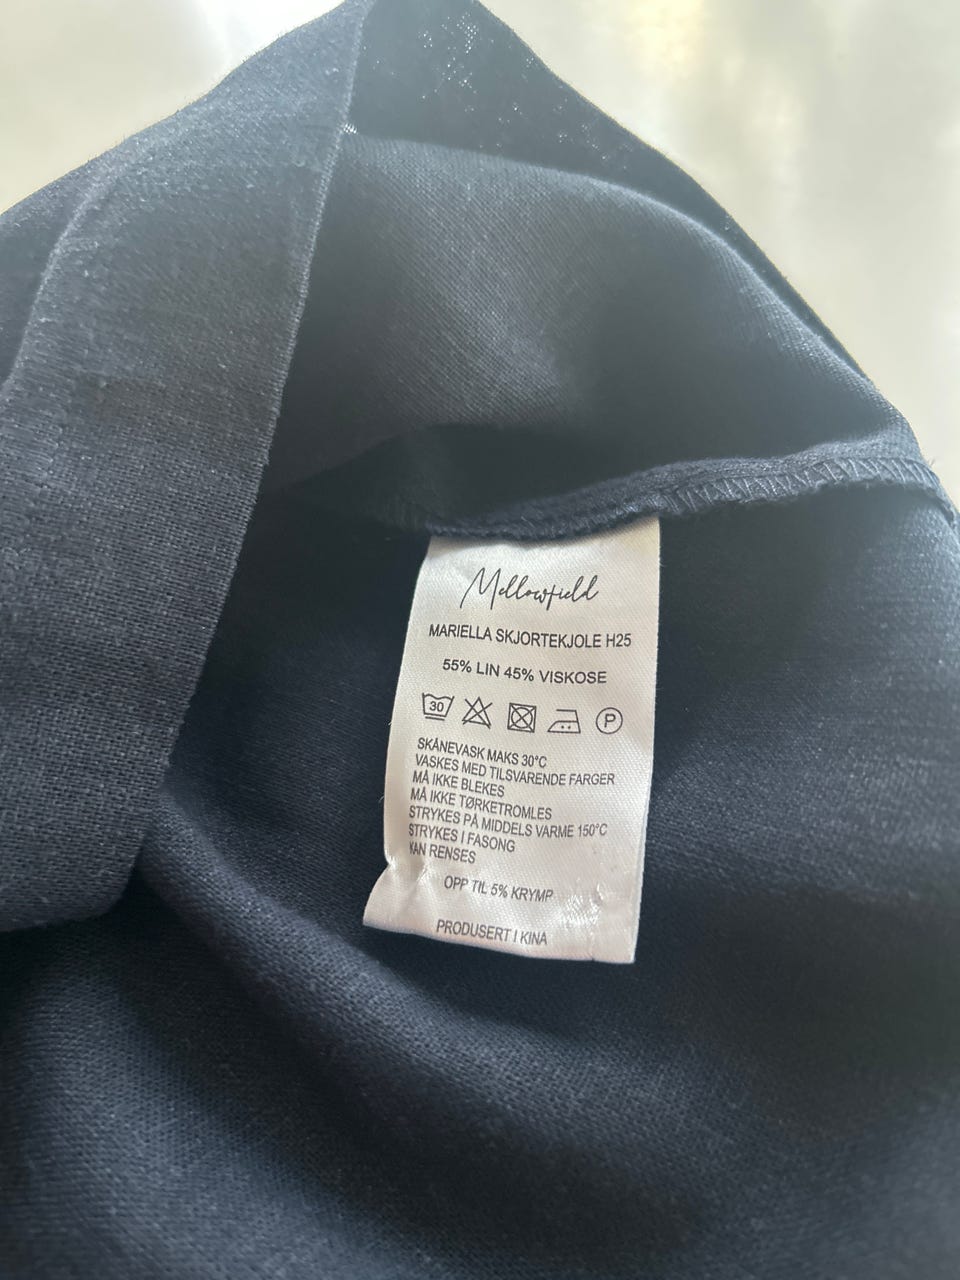 Mellowfield
MARIELLA SKJORTEKJOLE H25
55% LIN 45% VISKOSE
30 P
SKÅNEVASK MAKS 30°C
VASKES MED TILSVARENDE FARGER
MÅ IKKE BLEKES
MÅ IKKE TØRKETROMLES
STRYKES PÅ MIDDELS VARME 150°C
STRYKES I FASONG
KAN RENSES
OPP TIL 5% KRYMP
PRODUSERT I KINA